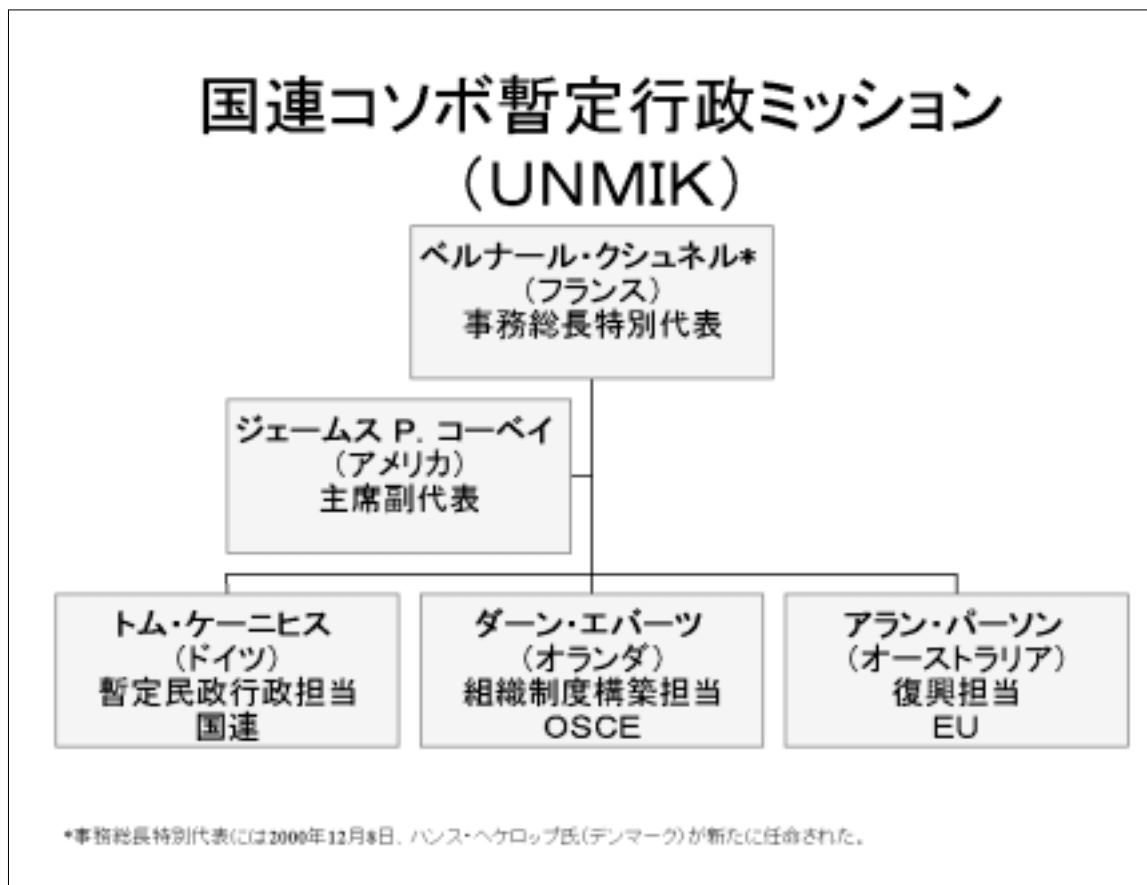 国連コソボ暫定行政ミッション
（UNMIK）
ベルナール・クシュネル*
（フランス）
事務総長特別代表
ジェームス P. コーベイ
（アメリカ）
主席副代表
トム・ケーニヒス
（ドイツ）
暫定民政行政担当
国連
ダーン・エバーツ
（オランダ）
組織制度構築担当
OSCE
アラン・パーソン
（オーストラリア）
復興担当
EU
*事務総長特別代表には2000年12月8日、ハンス・ヘケロップ氏（デンマーク）が新たに任命された。